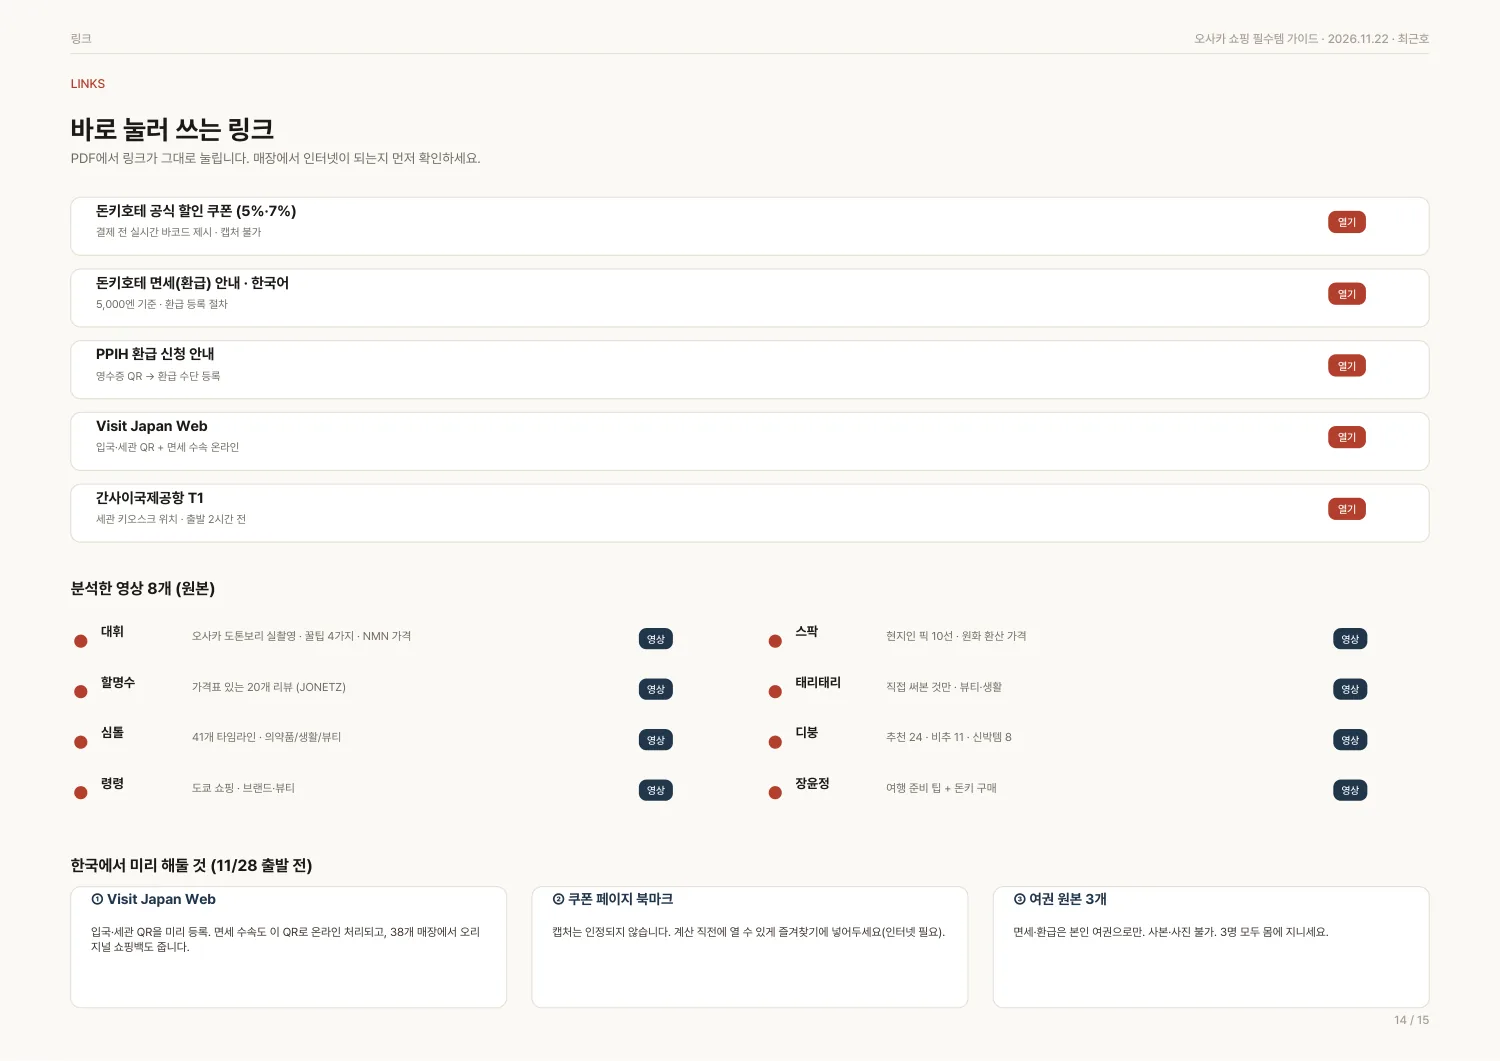 링크
오사카 쇼핑 필수템 가이드 · 2026.11.22 · 최근호
LINKS
바로 눌러 쓰는 링크
PDF에서 링크가 그대로 눌립니다. 매장에서 인터넷이 되는지 먼저 확인하세요.
돈키호테 공식 할인 쿠폰 (5%·7%)
결제 전 실시간 바코드 제시 · 캡처 불가
열기
돈키호테 면세(환급) 안내 · 한국어
5,000엔 기준 · 환급 등록 절차
열기
PPIH 환급 신청 안내
영수증 QR → 환급 수단 등록
열기
Visit Japan Web
입국·세관 QR + 면세 수속 온라인
열기
간사이국제공항 T1
세관 키오스크 위치 · 출발 2시간 전
열기
분석한 영상 8개 (원본)
대휘
오사카 도톤보리 실촬영 · 꿀팁 4가지 · NMN 가격
영상
스팍
현지인 픽 10선 · 원화 환산 가격
영상
할명수
가격표 있는 20개 리뷰 (JONETZ)
영상
태리태리
직접 써본 것만 · 뷰티·생활
영상
심톨
41개 타임라인 · 의약품/생활/뷰티
영상
디봉
추천 24 · 비추 11 · 신박템 8
영상
령령
도쿄 쇼핑 · 브랜드·뷰티
영상
장윤정
여행 준비 팁 + 돈키 구매
영상
한국에서 미리 해둘 것 (11/28 출발 전)
① Visit Japan Web
입국·세관 QR을 미리 등록. 면세 수속도 이 QR로 온라인 처리되고, 38개 매장에서 오리
지널 쇼핑백도 줍니다.
② 쿠폰 페이지 북마크
캡처는 인정되지 않습니다. 계산 직전에 열 수 있게 즐겨찾기에 넣어두세요(인터넷 필요).
③ 여권 원본 3개
면세·환급은 본인 여권으로만. 사본·사진 불가. 3명 모두 몸에 지니세요.
14 / 15